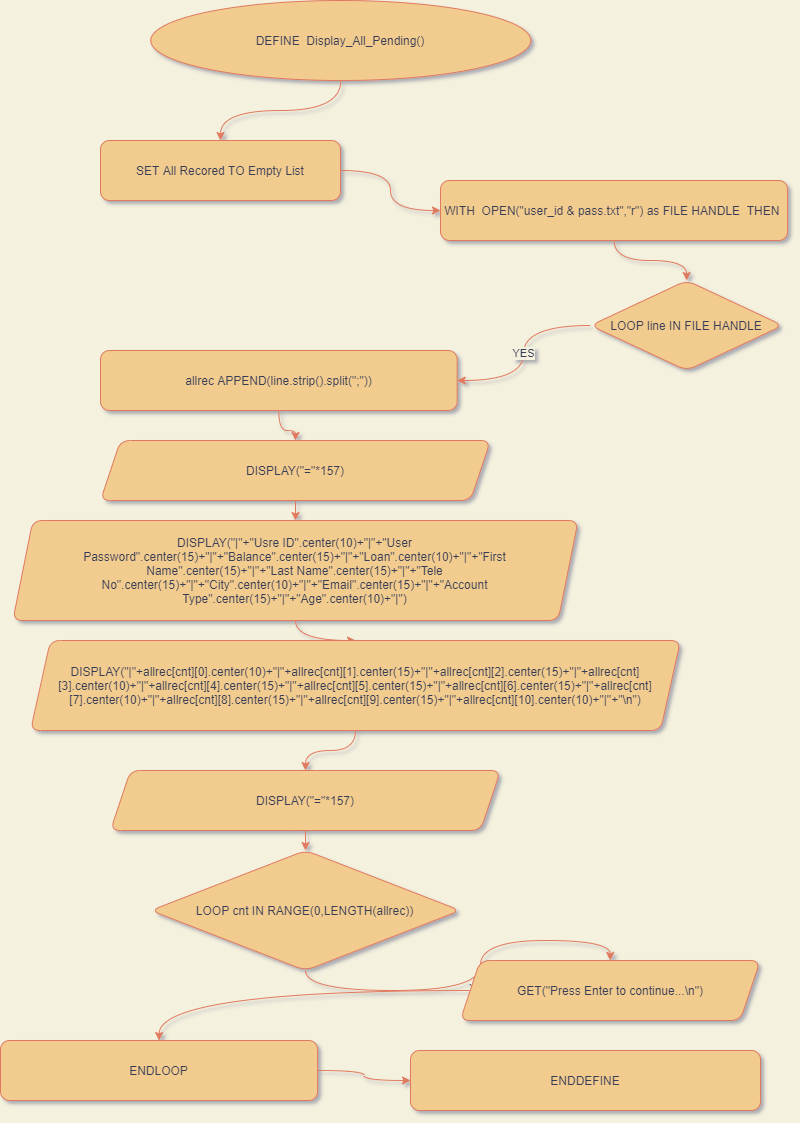 DEFINE  Display_All_Pending()
SET All Recored TO Empty List
WITH  OPEN("user_id & pass.txt","r") as FILE HANDLE  THEN
LOOP line IN FILE HANDLE
YES
allrec APPEND(line.strip().split(";"))
DISPLAY("="*157)
DISPLAY("|"+"Usre ID".center(10)+"|"+"User
Password".center(15)+"|"+"Balance".center(15)+"|"+"Loan".center(10)+"|"+"First
Name".center(15)+"|"+"Last Name".center(15)+"|"+"Tele
No".center(15)+"|"+"City".center(10)+"|"+"Email".center(15)+"|"+"Account
Type".center(15)+"|"+"Age".center(10)+"|")
DISPLAY("|"+allrec[cnt][0].center(10)+"|"+allrec[cnt][1].center(15)+"|"+allrec[cnt][2].center(15)+"|"+allrec[cnt]
[3].center(10)+"|"+allrec[cnt][4].center(15)+"|"+allrec[cnt][5].center(15)+"|"+allrec[cnt][6].center(15)+"|"+allrec[cnt]
[7].center(10)+"|"+allrec[cnt][8].center(15)+"|"+allrec[cnt][9].center(15)+"|"+allrec[cnt][10].center(10)+"|"+"\n")
DISPLAY("="*157)
LOOP cnt IN RANGE(0,LENGTH(allrec))
GET("Press Enter to continue...\n")
ENDLOOP
ENDDEFINE